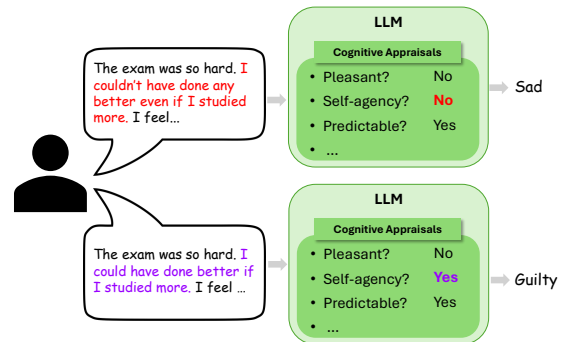 LLM
Cognitive Appraisals
The exam was so hard. I
couldn't have done any
better even if I studied
more. I feel...
• Pleasant? No
• Self-agency? No
• Predictable? Yes
• ...
Sad
LLM
Cognitive Appraisals
The exam was so hard. I
could have done better if
I studied more. I feel ...
• Pleasant? No
• Self-agency? Yes
• Predictable? Yes
• ...
Guilty